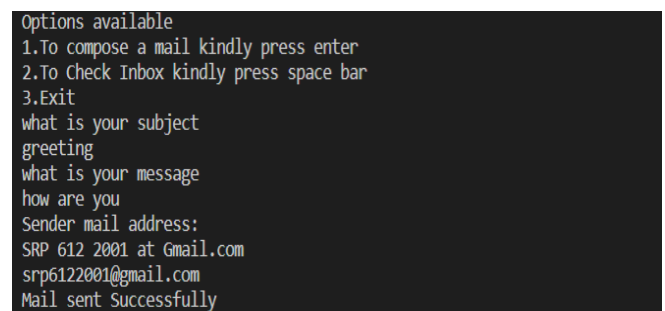 Options available
1.To compose a mail kindly press enter
2.To Check Inbox kindly press space bar
3.Exit
what is your subject
greeting
what is your message
how are you
Sender mail address:
SRP 612 2001 at Gmail.com
srp6122001@gmail.com
Mail sent Successfully